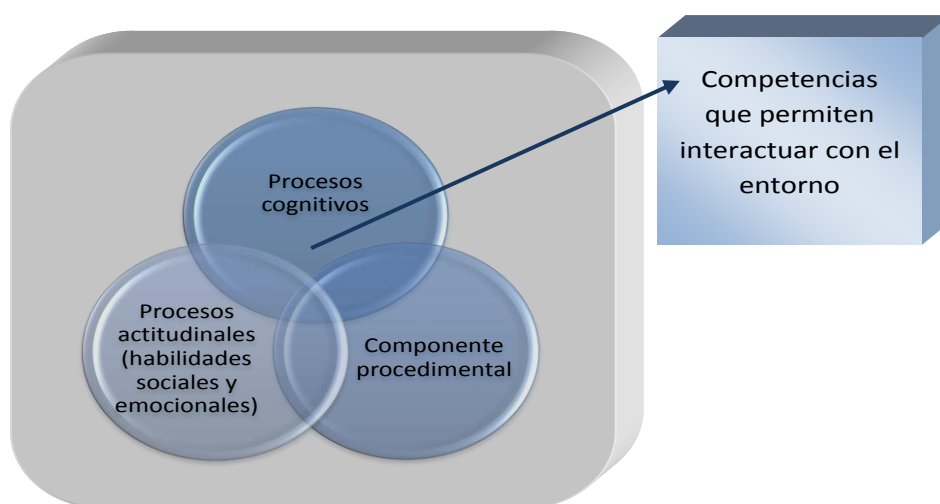 Competencias
que permiten
interactuar con el
entorno
Procesos
cognitivos
Procesos
actitudinales
(habilidades
sociales y
emocionales)
Componente
procedimental